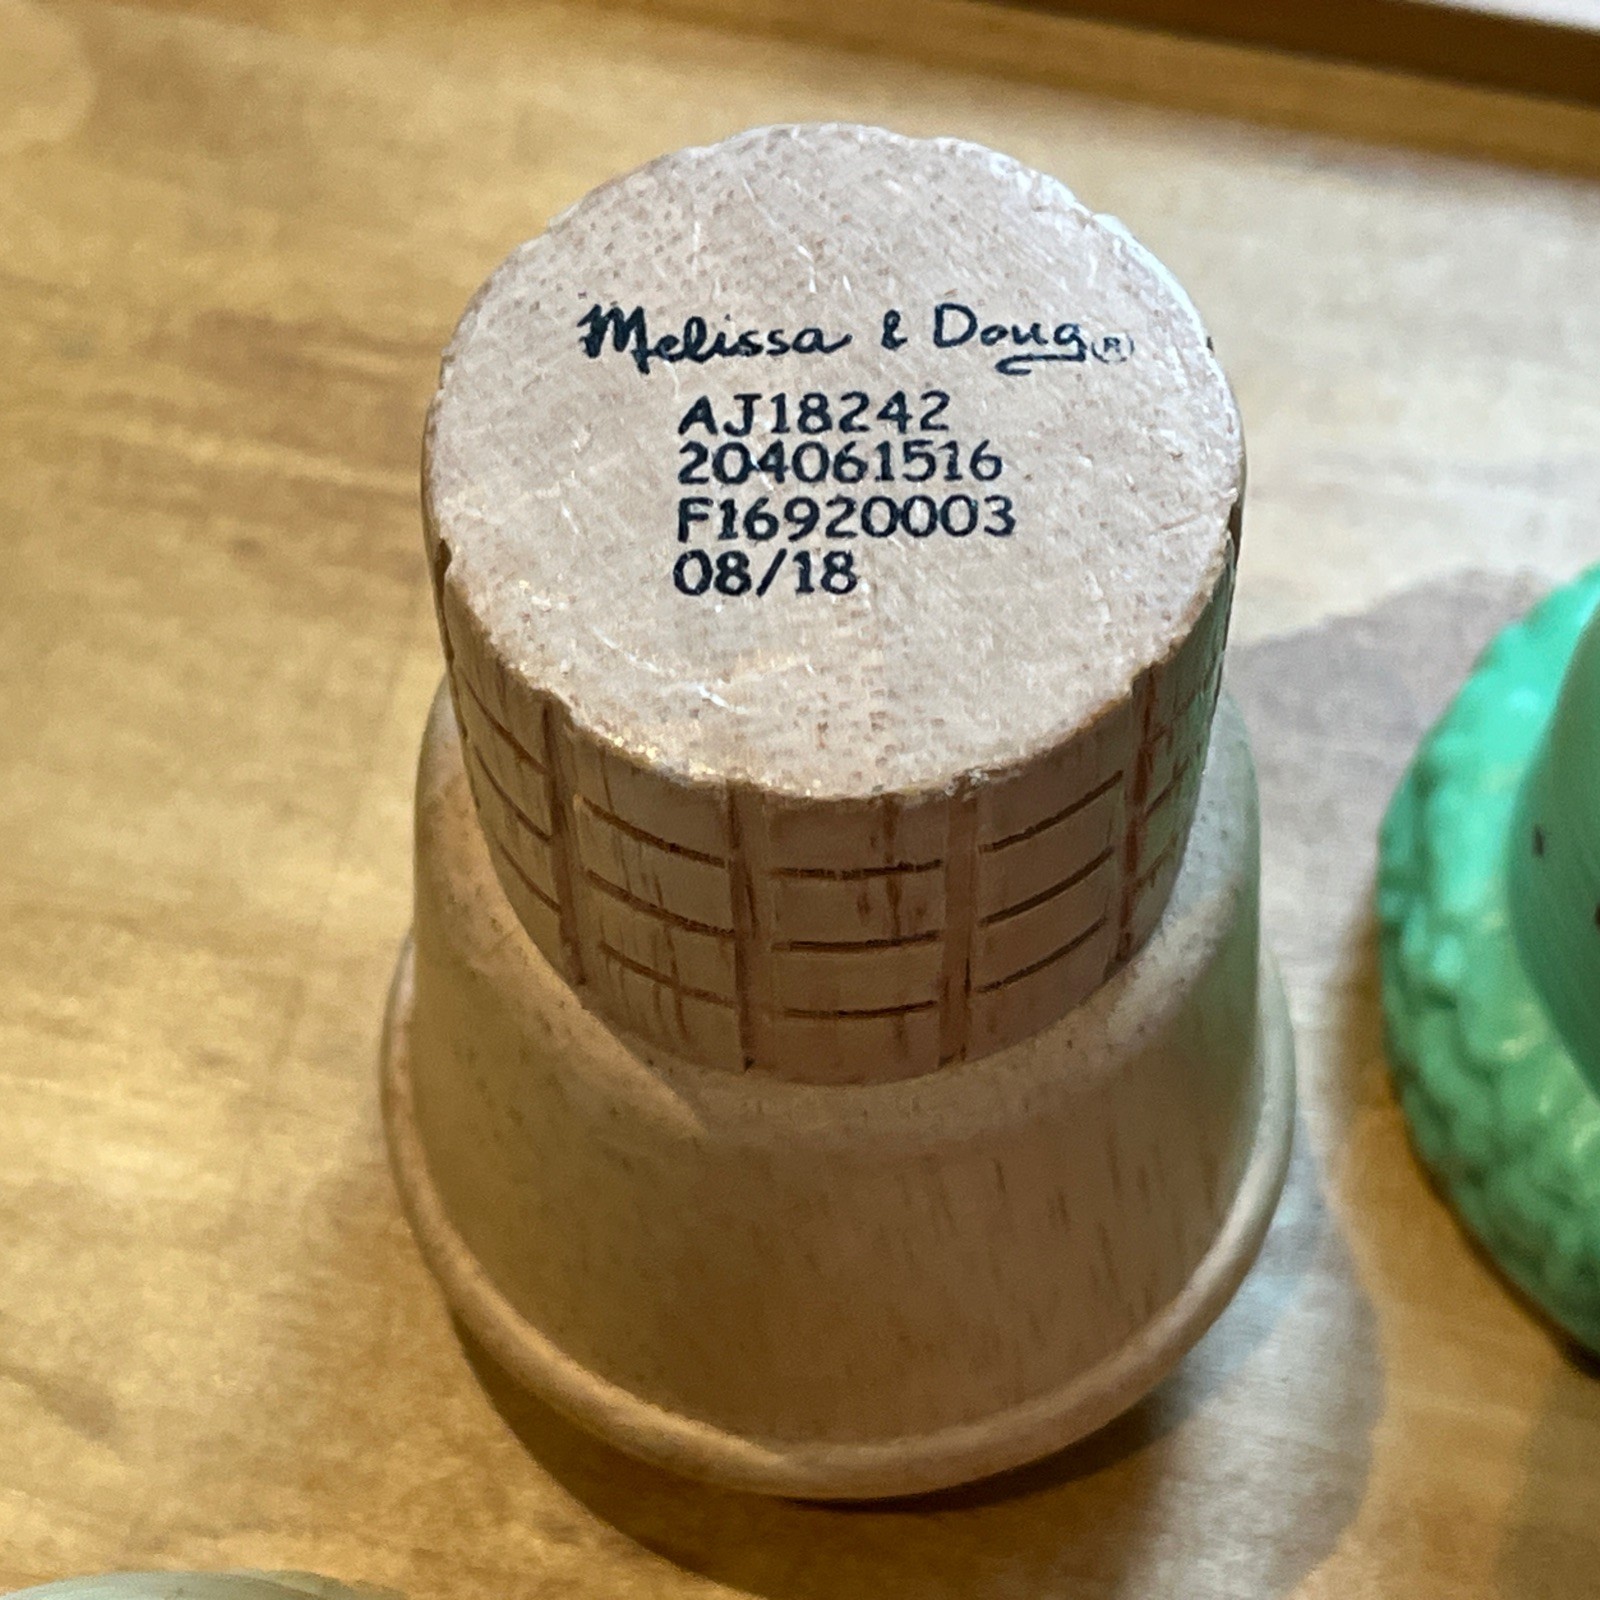 Melissa & Doug®
AJ18242
204061516
F16920003
08/18